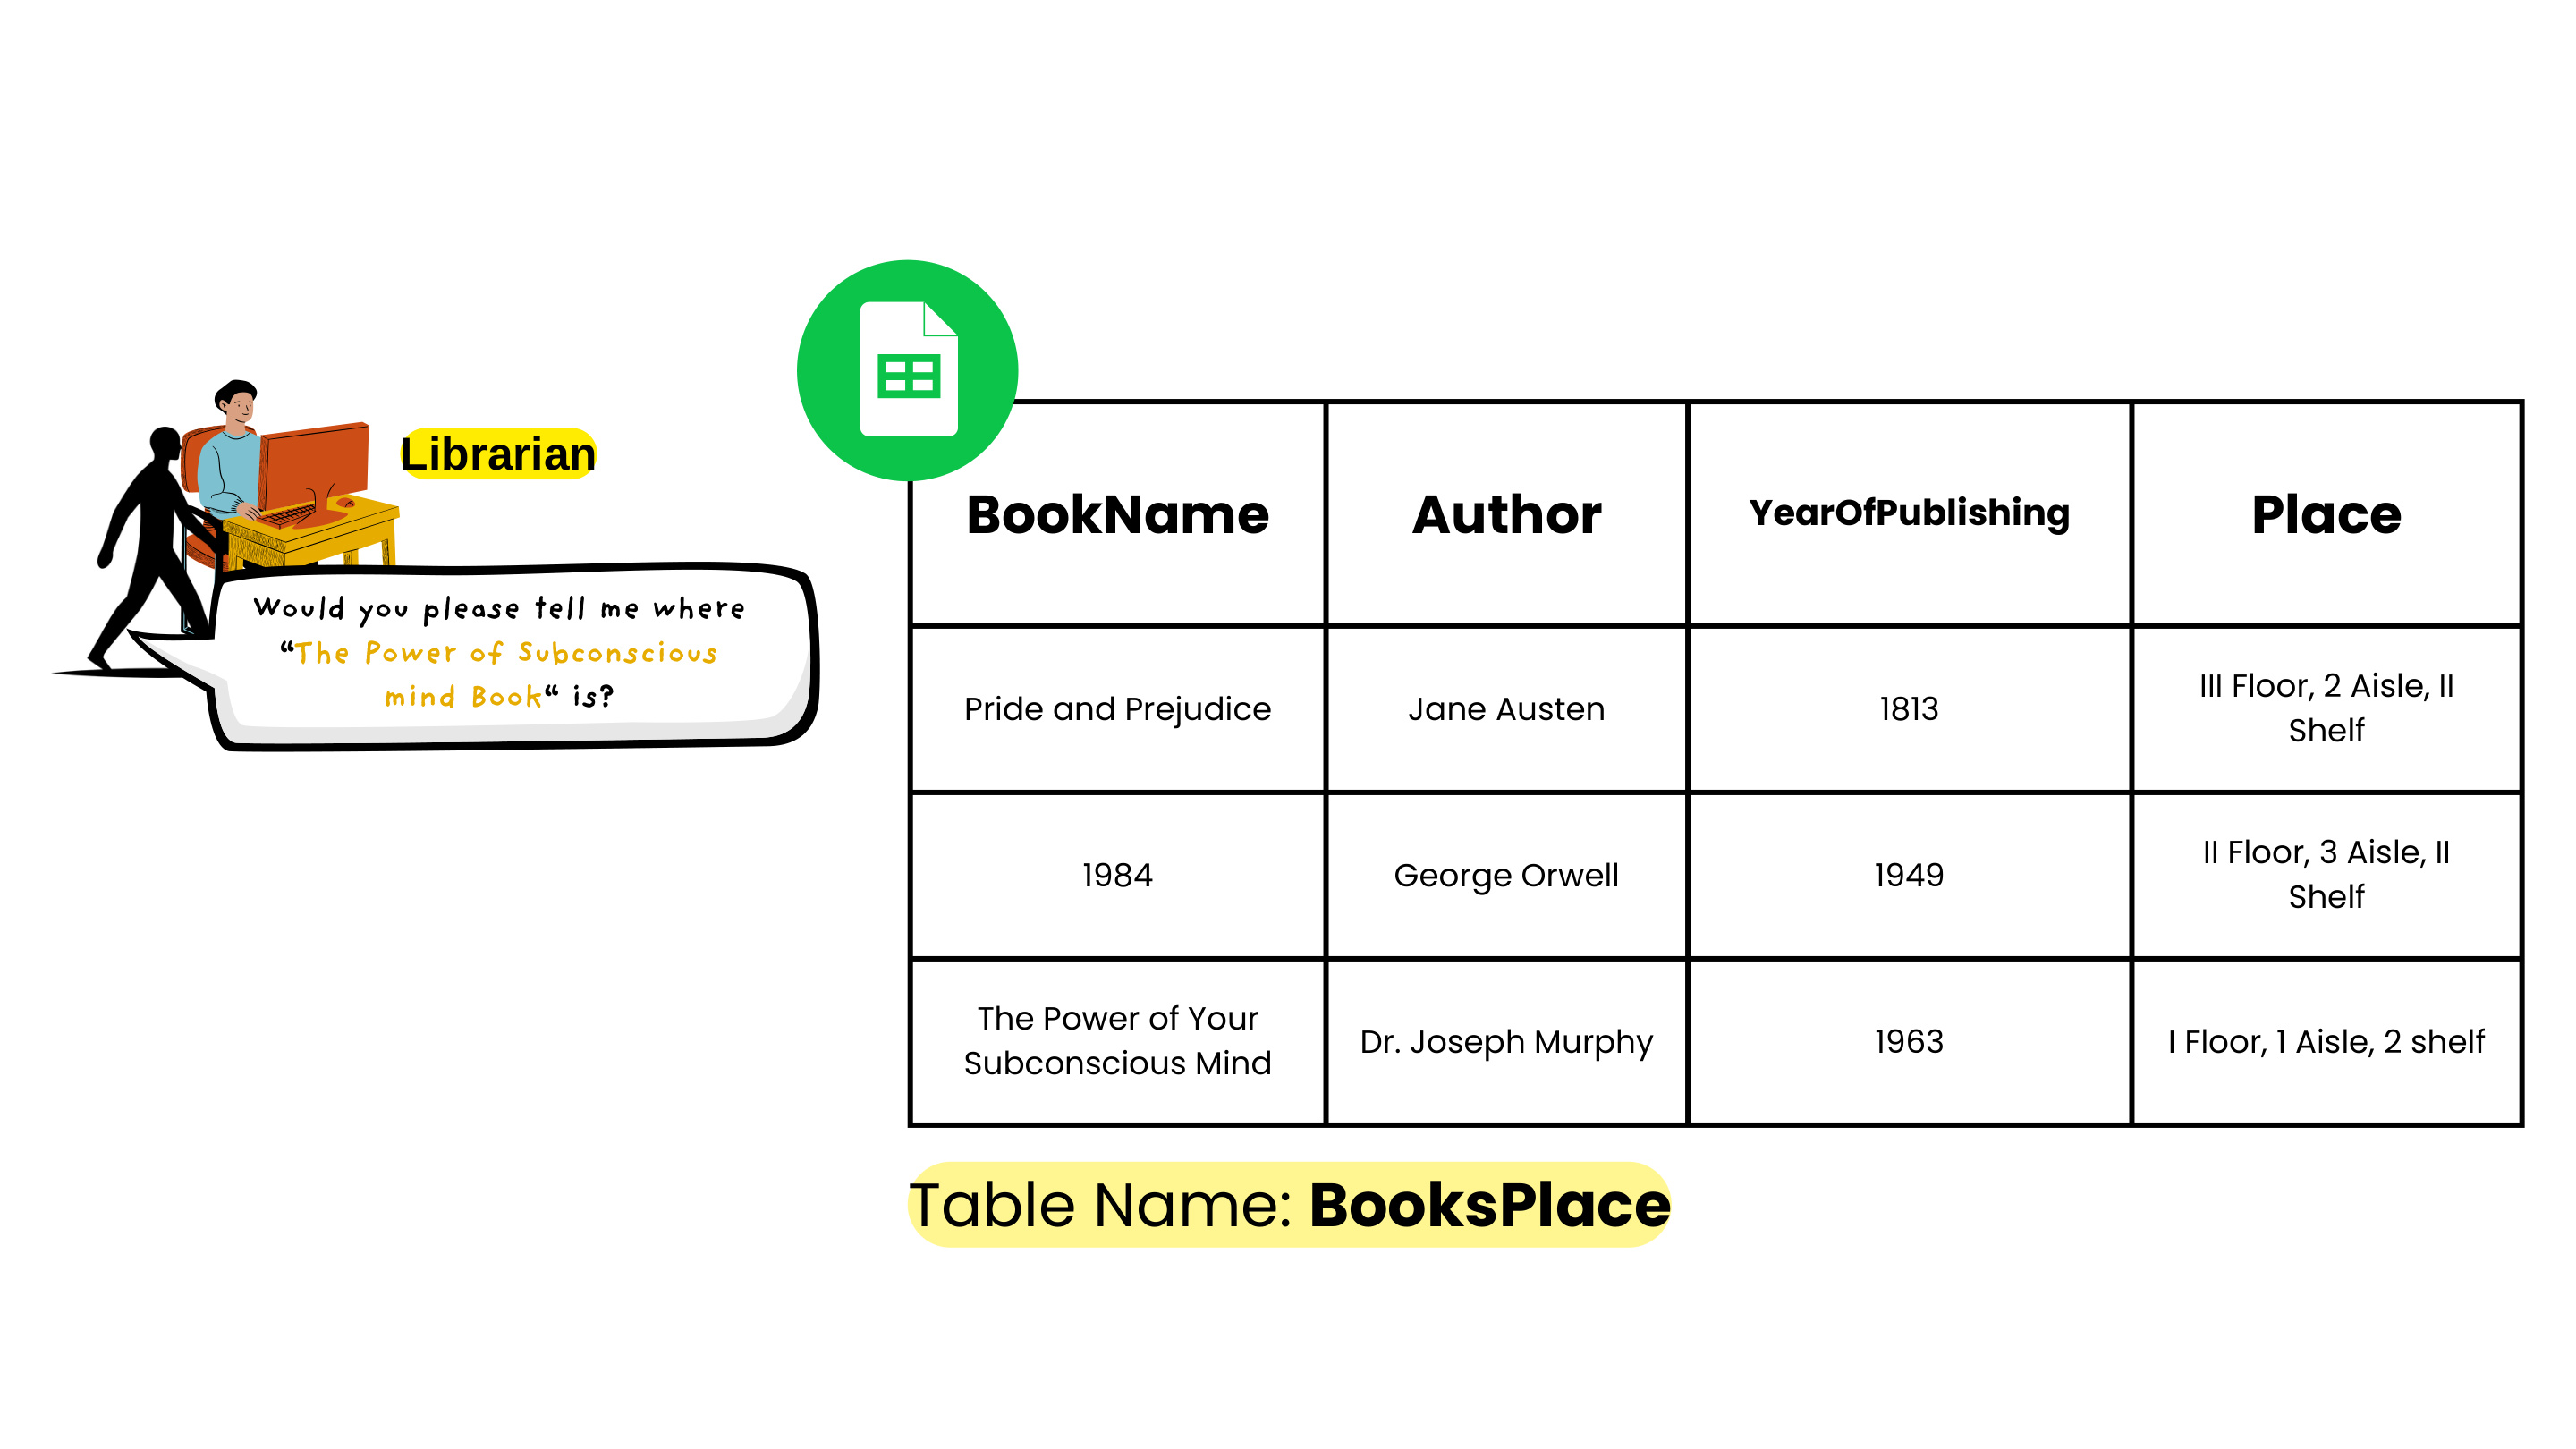 Librarian
Would you please tell me where
“The Power of Subconscious
mind Book“ is?
BookName Author YearOfPublishing Place
Pride and Prejudice Jane Austen 1813 III Floor, 2 Aisle, II
Shelf
1984 George Orwell 1949 II Floor, 3 Aisle, II
Shelf
The Power of Your
Subconscious Mind Dr. Joseph Murphy 1963 I Floor, 1 Aisle, 2 shelf
Table Name: BooksPlace